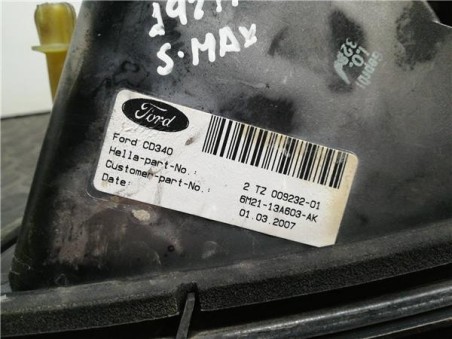 S-MAX
Geprüft
I.O.
Ford
Ford CD340
Hella-part-No.: 2 TZ 009232-01
Customer-part-No.: 6M21-13A603-AK
Date: 01.03.2007